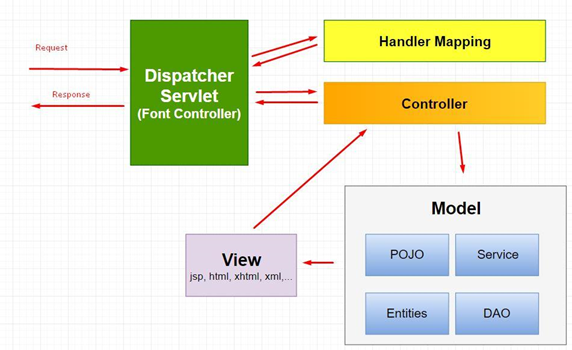 Request
Response
Dispatcher
Servlet
(Font Controller)
Handler Mapping
Controller
Model
POJO
Service
Entities
DAO
View
jsp, html, xhtml, xml,...